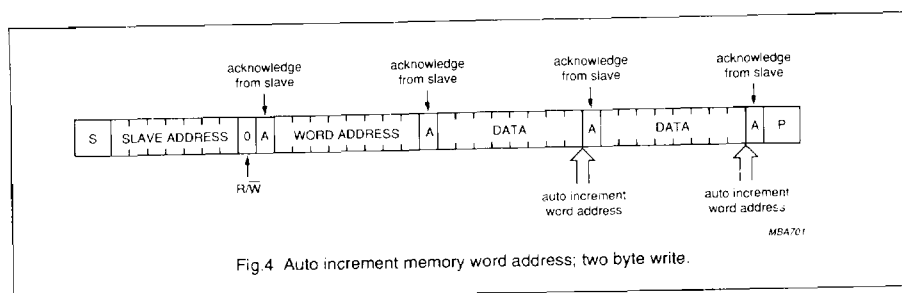 acknowledge
from slave
acknowledge
from slave
acknowledge
from slave
acknowledge
from slave
S SLAVE ADDRESS 0 A WORD ADDRESS A DATA A DATA A P
R/W̅
auto increment
word address
auto increment
word address
MBA701
Fig.4 Auto increment memory word address; two byte write.